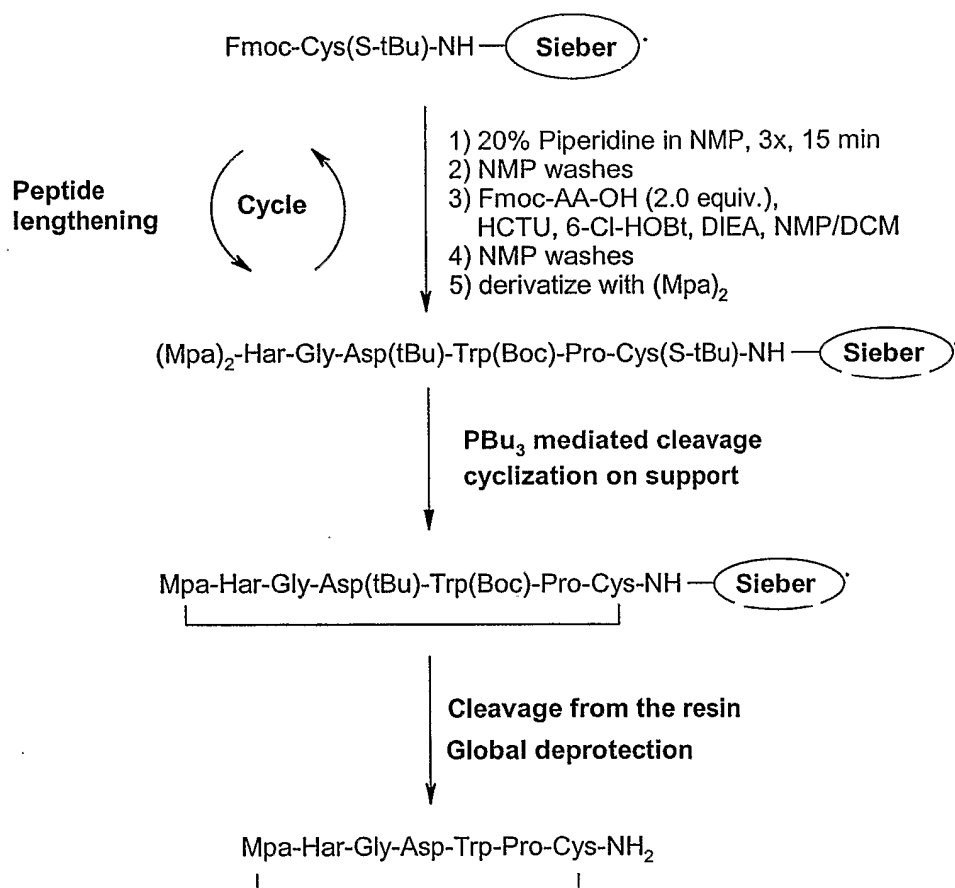 Fmoc-Cys(S-tBu)-NH
Sieber
Peptide lengthening
Cycle
1) 20% Piperidine in NMP, 3x, 15 min
2) NMP washes
3) Fmoc-AA-OH (2.0 equiv.),
HCTU, 6-Cl-HOBt, DIEA, NMP/DCM
4) NMP washes
5) derivatize with (Mpa)₂
(Mpa)₂-Har-Gly-Asp(tBu)-Trp(Boc)-Pro-Cys(S-tBu)-NH
Sieber
PBu₃ mediated cleavage
cyclization on support
Mpa-Har-Gly-Asp(tBu)-Trp(Boc)-Pro-Cys-NH
Sieber
Cleavage from the resin
Global deprotection
Mpa-Har-Gly-Asp-Trp-Pro-Cys-NH₂